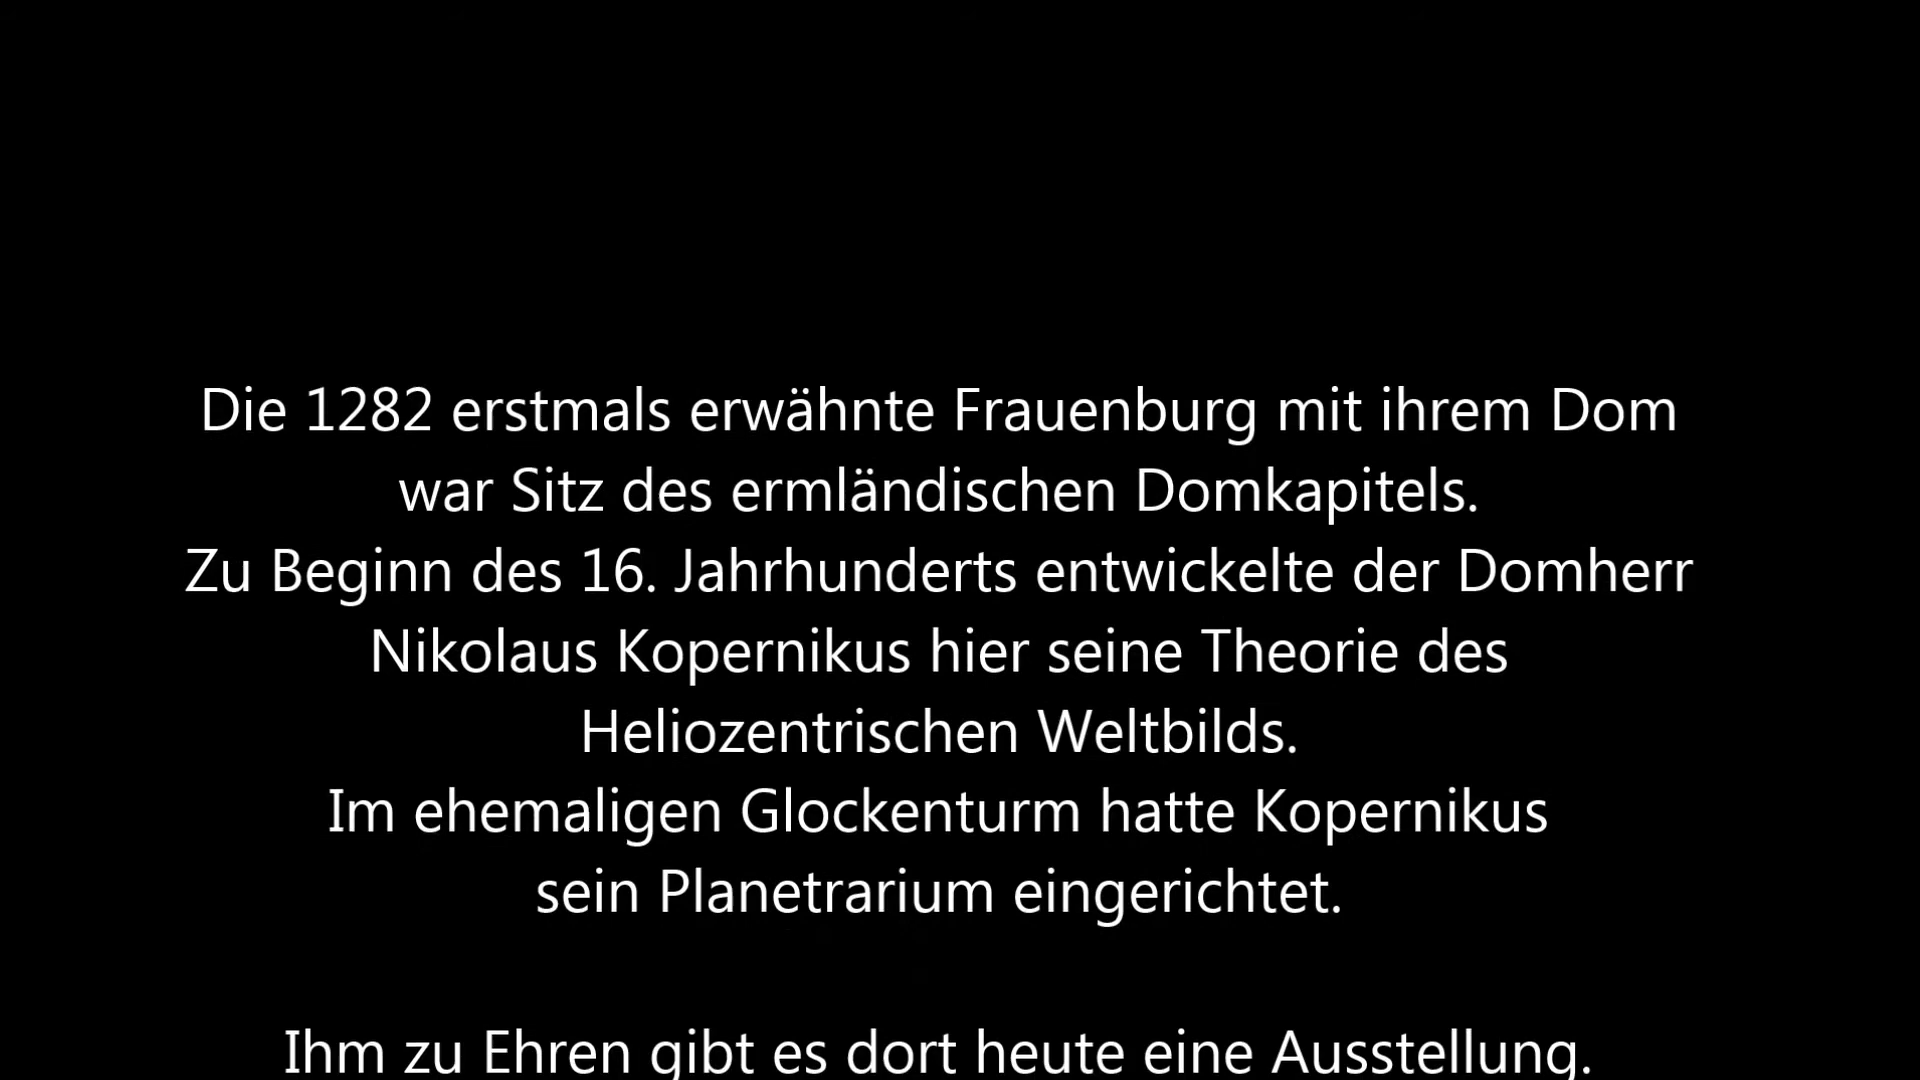 Die 1282 erstmals erwähnte Frauenburg mit ihrem Dom
war Sitz des ermländischen Domkapitels.
Zu Beginn des 16. Jahrhunderts entwickelte der Domherr
Nikolaus Kopernikus hier seine Theorie des
Heliozentrischen Weltbilds.
Im ehemaligen Glockenturm hatte Kopernikus
sein Planetrarium eingerichtet.
Ihm zu Ehren gibt es dort heute eine Ausstellung.